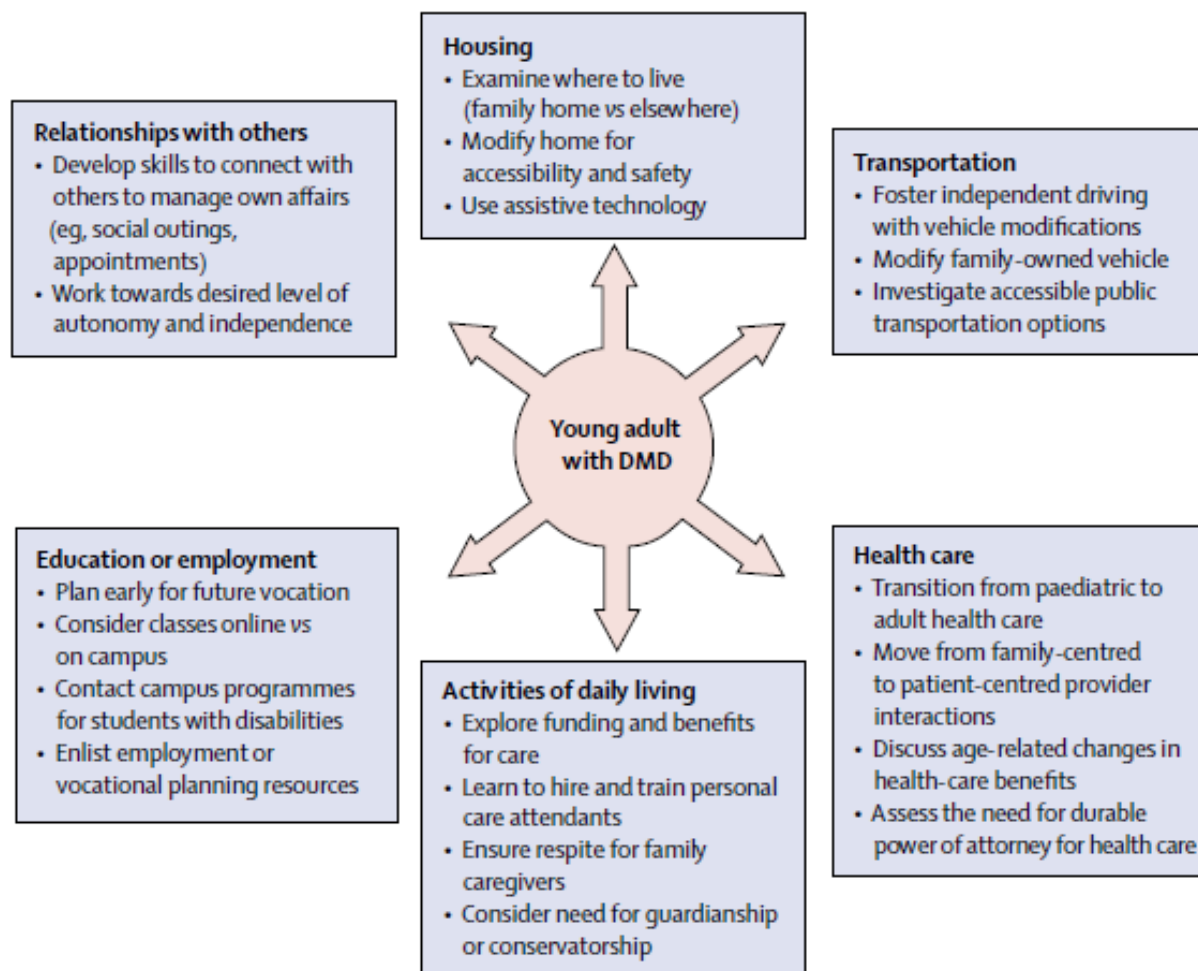 Housing
• Examine where to live
(family home vs elsewhere)
• Modify home for
accessibility and safety
• Use assistive technology
Relationships with others
• Develop skills to connect with
others to manage own affairs
(eg, social outings,
appointments)
• Work towards desired level of
autonomy and independence
Transportation
• Foster independent driving
with vehicle modifications
• Modify family-owned vehicle
• Investigate accessible public
transportation options
Young adult
with DMD
Education or employment
• Plan early for future vocation
• Consider classes online vs
on campus
• Contact campus programmes
for students with disabilities
• Enlist employment or
vocational planning resources
Activities of daily living
• Explore funding and benefits
for care
• Learn to hire and train personal
care attendants
• Ensure respite for family
caregivers
• Consider need for guardianship
or conservatorship
Health care
• Transition from paediatric to
adult health care
• Move from family-centred
to patient-centred provider
interactions
• Discuss age-related changes in
health-care benefits
• Assess the need for durable
power of attorney for health care